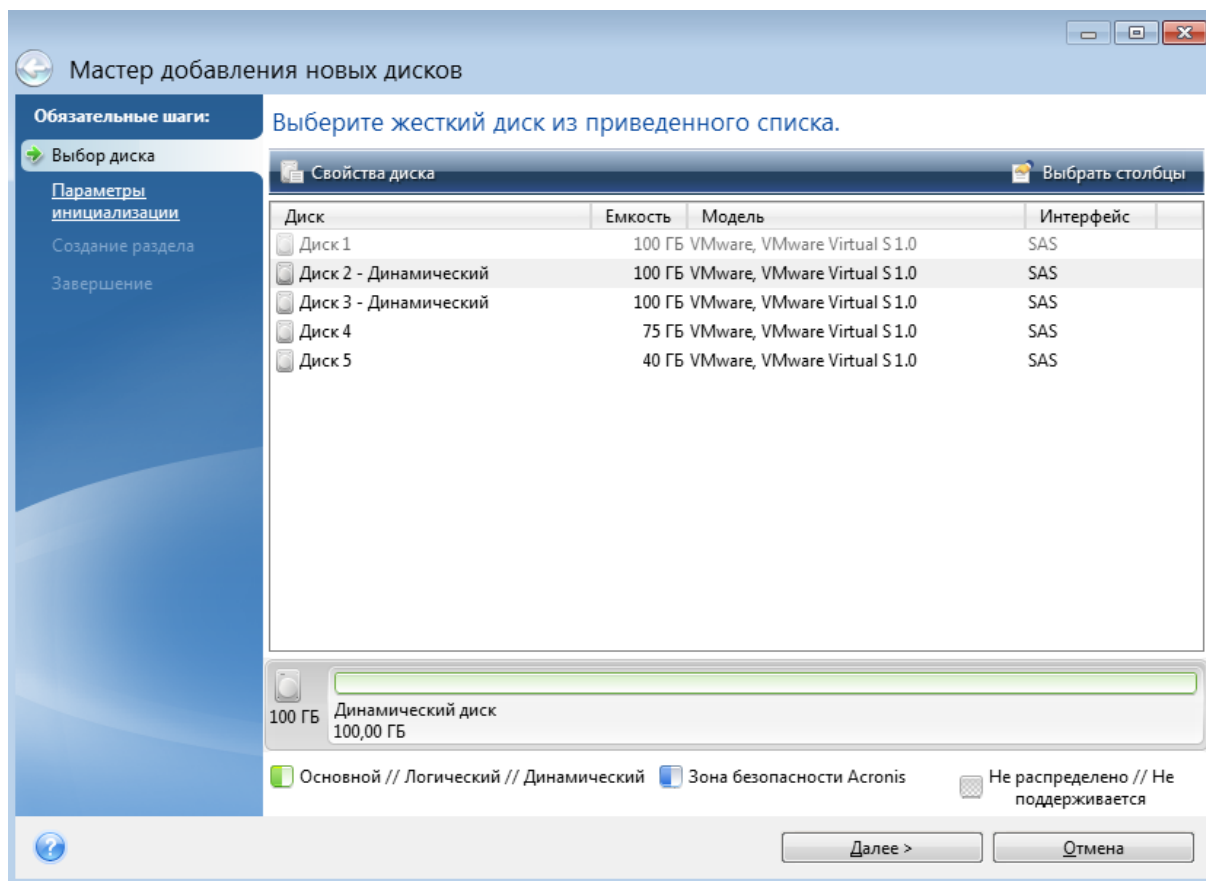 Мастер добавления новых дисков
Обязательные шаги:
Выбор диска
Параметры
инициализации
Создание раздела
Завершение
Выберите жесткий диск из приведенного списка.
Свойства диска Выбрать столбцы
Диск Емкость Модель Интерфейс
Диск 1 100 ГБ VMware, VMware Virtual S 1.0 SAS
Диск 2 - Динамический 100 ГБ VMware, VMware Virtual S 1.0 SAS
Диск 3 - Динамический 100 ГБ VMware, VMware Virtual S 1.0 SAS
Диск 4 75 ГБ VMware, VMware Virtual S 1.0 SAS
Диск 5 40 ГБ VMware, VMware Virtual S 1.0 SAS
100 ГБ
Динамический диск
100,00 ГБ
Основной // Логический // Динамический Зона безопасности Acronis Не распределено // Не
поддерживается
Далее > Отмена